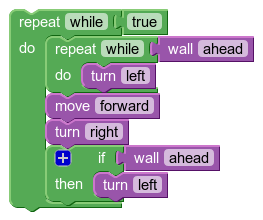 repeat while true
do repeat while wall ahead
do turn left
move forward
turn right
if wall ahead
then turn left